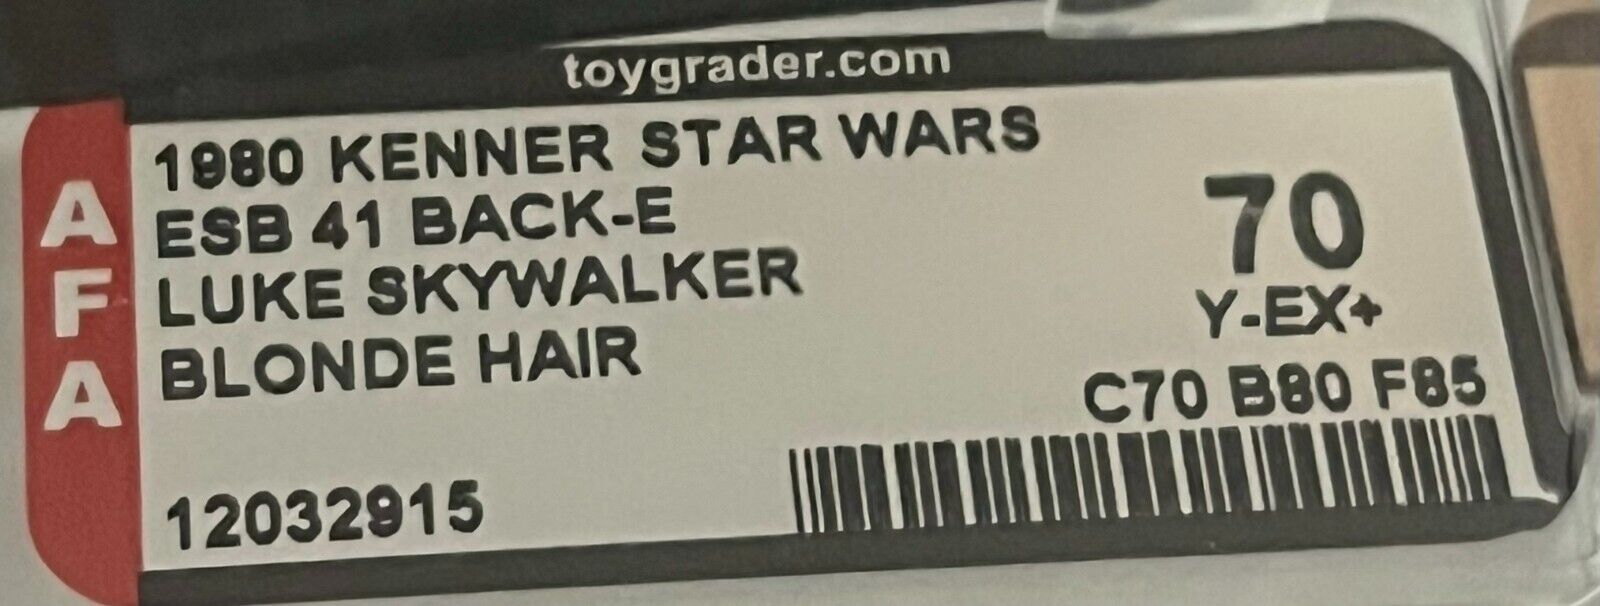 toygrader.com
AFA
1980 KENNER STAR WARS
ESB 41 BACK-E
LUKE SKYWALKER
BLONDE HAIR
70
Y-EX+
C70 B80 F85
12032915